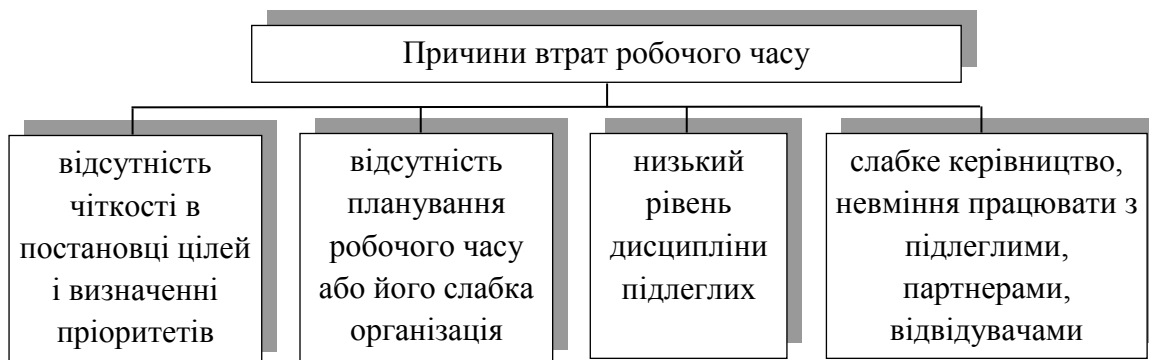 Причини втрат робочого часу
відсутність
чіткості в
постановці цілей
і визначенні
пріоритетів
відсутність
планування
робочого часу
або його слабка
організація
низький
рівень
дисципліни
підлеглих
слабке керівництво,
невміння працювати з
підлеглими,
партнерами,
відвідувачами